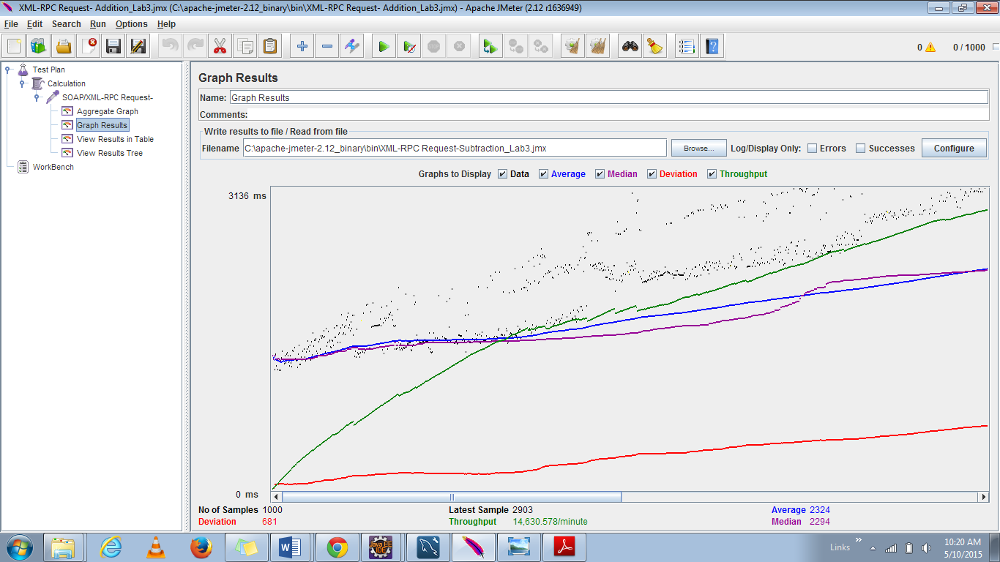 XML-RPC Request- Addition_Lab3.jmx (C:\apache-jmeter-2.12_binary\bin\XML-RPC Request- Addition_Lab3.jmx) - Apache JMeter (2.12 r1636949)
File Edit Search Run Options Help
0 0 / 1000
Test Plan
Calculation
SOAP/XML-RPC Request-
Aggregate Graph
Graph Results
View Results in Table
View Results Tree
WorkBench
Graph Results
Name: Graph Results
Comments:
Write results to file / Read from file
Filename C:\apache-jmeter-2.12_binary\bin\XML-RPC Request-Subtraction_Lab3.jmx Browse... Log/Display Only: Errors Successes Configure
Graphs to Display Data Average Median Deviation Throughput
3136 ms
0 ms
No of Samples 1000 Latest Sample 2903 Average 2324
Deviation 681 Throughput 14,630.578/minute Median 2294
Java EE
IDE
Links » 10:20 AM
5/10/2015